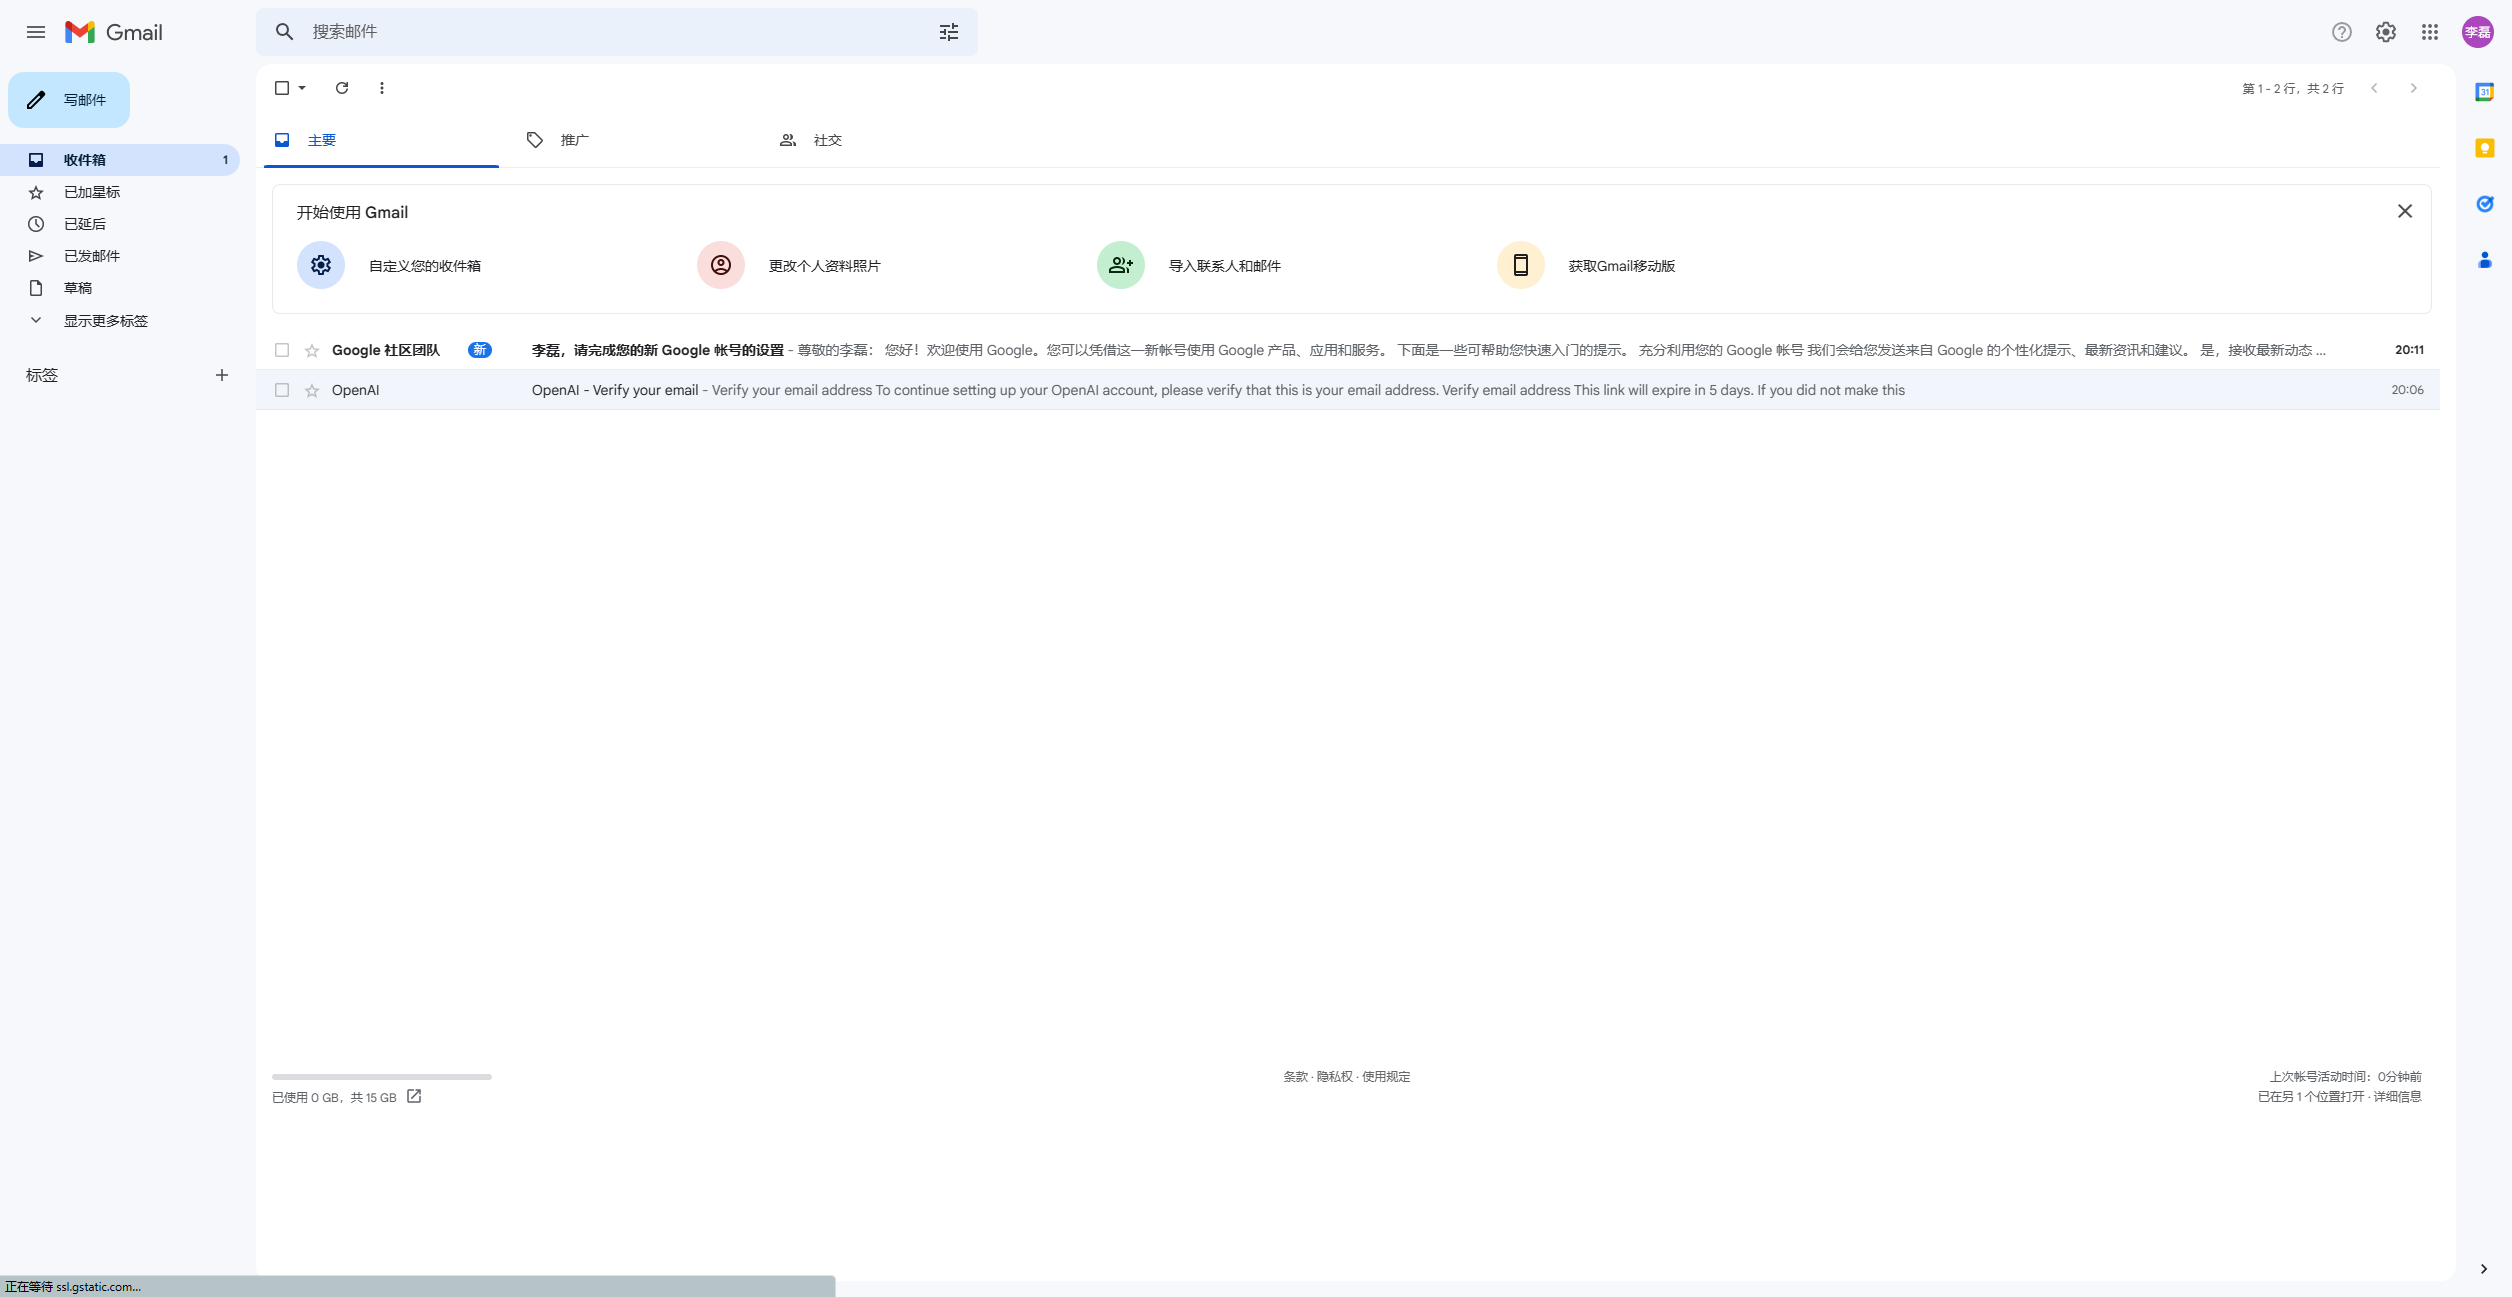 Gmail
搜索邮件
李磊
写邮件
第 1 - 2 行，共 2 行
31
主要
推广
社交
收件箱 1
已加星标
已延后
已发邮件
草稿
显示更多标签
标签
开始使用 Gmail
自定义您的收件箱
更改个人资料照片
导入联系人和邮件
获取Gmail移动版
Google 社区团队 新 李磊，请完成您的新 Google 帐号的设置 - 尊敬的李磊： 您好！欢迎使用 Google。您可以凭借这一新帐号使用 Google 产品、应用和服务。 下面是一些可帮助您快速入门的提示。 充分利用您的 Google 帐号 我们会给您发送来自 Google 的个性化提示、最新资讯和建议。 是，接收最新动态 ... 20:11
OpenAI OpenAI - Verify your email - Verify your email address To continue setting up your OpenAI account, please verify that this is your email address. Verify email address This link will expire in 5 days. If you did not make this 20:06
已使用 0 GB，共 15 GB
条款 · 隐私权 · 使用规定
上次帐号活动时间：0分钟前
已在另 1 个位置打开 · 详细信息
正在等待 ssl.gstatic.com...